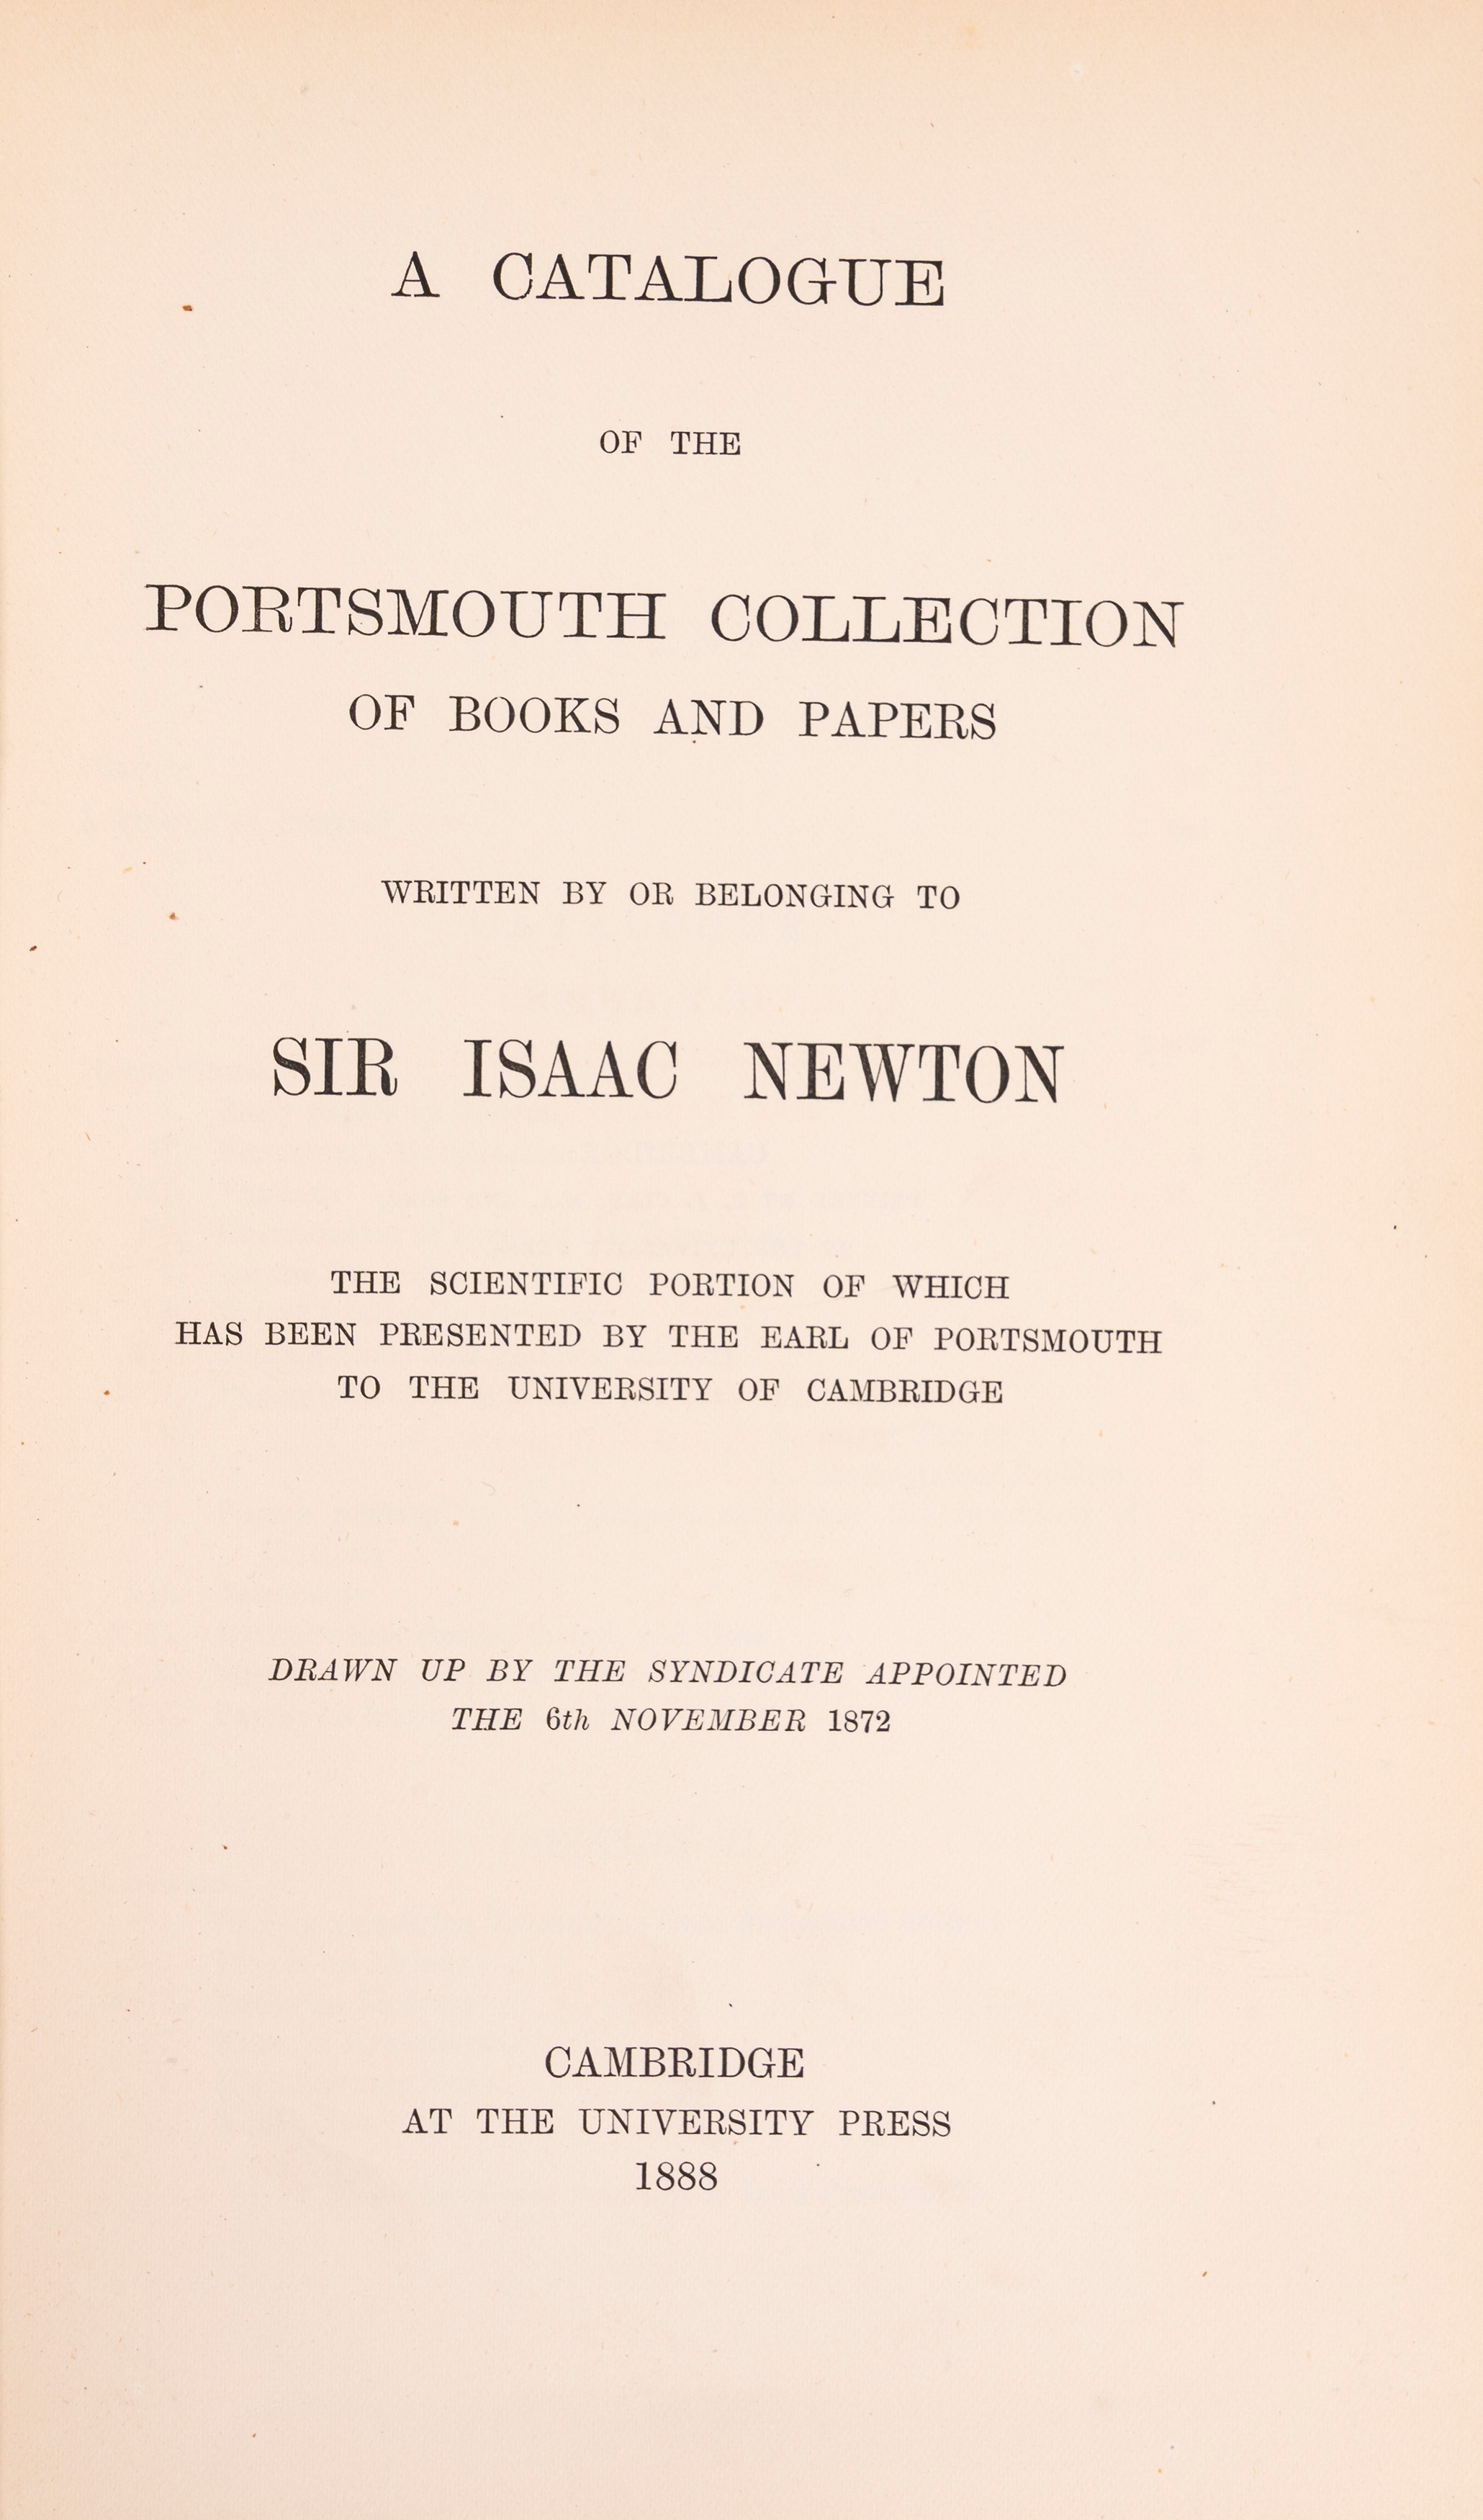 A CATALOGUE
OF THE
PORTSMOUTH COLLECTION
OF BOOKS AND PAPERS
WRITTEN BY OR BELONGING TO
SIR ISAAC NEWTON
THE SCIENTIFIC PORTION OF WHICH
HAS BEEN PRESENTED BY THE EARL OF PORTSMOUTH
TO THE UNIVERSITY OF CAMBRIDGE
DRAWN UP BY THE SYNDICATE APPOINTED
THE 6th NOVEMBER 1872
CAMBRIDGE
AT THE UNIVERSITY PRESS
1888